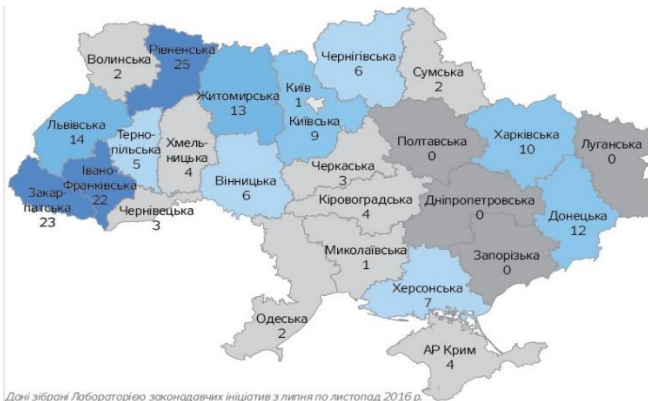 Чернігівська
6
Сумська
2
Рівненська
25
Волинська
2
Житомирська
13
Київ
1
Київська
9
Львівська
14
Терно-
пільська
5
Хмель-
ницька
4
Полтавська
0
Харківська
10
Луганська
0
Черкаська
3
Вінницька
6
Івано-
Франківська
22
Закар-
патська
23
Чернівецька
3
Кіровоградська
4
Дніпропетровська
0
Донецька
12
Миколаївська
1
Запорізька
0
Херсонська
7
Одеська
2
АР Крим
4
Дані зібрані Лабораторією законодавчих ініціатив з липня по листопад 2016 р.